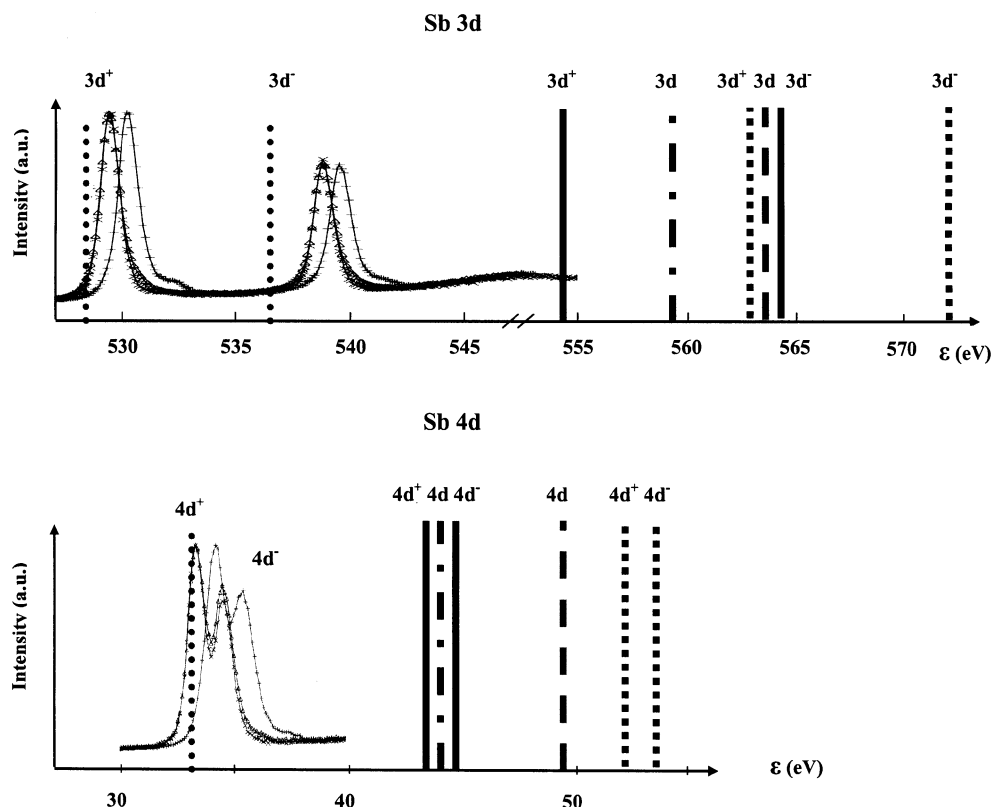 Sb 3d
3d⁺ 3d⁻ 3d⁺ 3d 3d⁺ 3d 3d⁻ 3d⁻
Intensity (a.u.)
530 535 540 545 555 560 565 570 ε (eV)
Sb 4d
4d⁺ 4d⁻ 4d⁺ 4d 4d⁻ 4d 4d⁺ 4d⁻
Intensity (a.u.)
30 40 50 ε (eV)